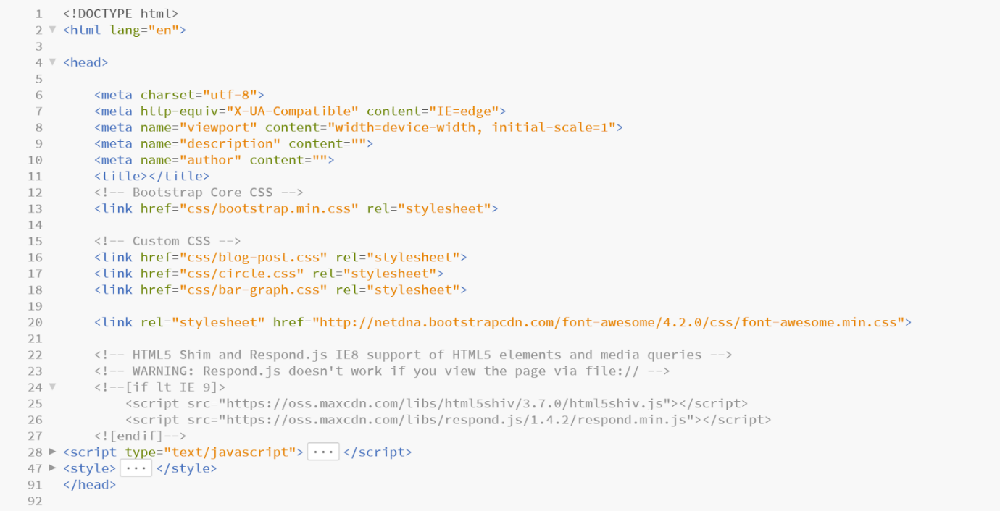 1 <!DOCTYPE html>
2 <html lang="en">
3
4 <head>
5
6 <meta charset="utf-8">
7 <meta http-equiv="X-UA-Compatible" content="IE=edge">
8 <meta name="viewport" content="width=device-width, initial-scale=1">
9 <meta name="description" content="">
10 <meta name="author" content="">
11 <title></title>
12 <!-- Bootstrap Core CSS -->
13 <link href="css/bootstrap.min.css" rel="stylesheet">
14
15 <!-- Custom CSS -->
16 <link href="css/blog-post.css" rel="stylesheet">
17 <link href="css/circle.css" rel="stylesheet">
18 <link href="css/bar-graph.css" rel="stylesheet">
19
20 <link rel="stylesheet" href="http://netdna.bootstrapcdn.com/font-awesome/4.2.0/css/font-awesome.min.css">
21
22 <!-- HTML5 Shim and Respond.js IE8 support of HTML5 elements and media queries -->
23 <!-- WARNING: Respond.js doesn't work if you view the page via file:// -->
24 <!--[if lt IE 9]>
25 <script src="https://oss.maxcdn.com/libs/html5shiv/3.7.0/html5shiv.js"></script>
26 <script src="https://oss.maxcdn.com/libs/respond.js/1.4.2/respond.min.js"></script>
27 <![endif]-->
28 <script type="text/javascript"> ... </script>
47 <style> ... </style>
91 </head>
92